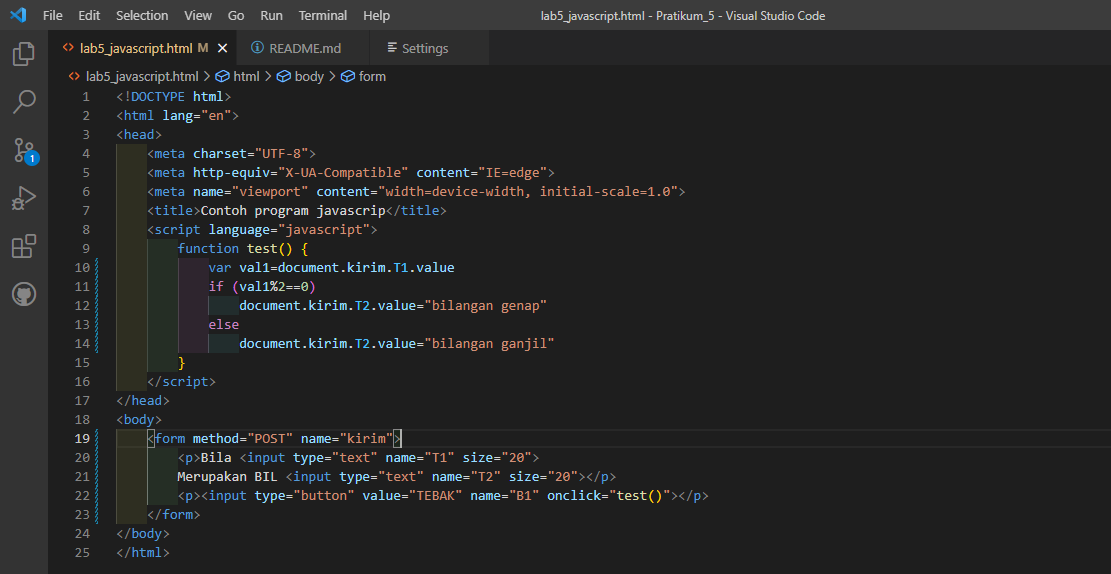 File Edit Selection View Go Run Terminal Help lab5_javascript.html - Pratikum_5 - Visual Studio Code
lab5_javascript.html M README.md Settings
lab5_javascript.html > html > body > form
1 <!DOCTYPE html>
2 <html lang="en">
3 <head>
4 <meta charset="UTF-8">
5 <meta http-equiv="X-UA-Compatible" content="IE=edge">
6 <meta name="viewport" content="width=device-width, initial-scale=1.0">
7 <title>Contoh program javascrip</title>
8 <script language="javascript">
9 function test() {
10 var val1=document.kirim.T1.value
11 if (val1%2==0)
12 document.kirim.T2.value="bilangan genap"
13 else
14 document.kirim.T2.value="bilangan ganjil"
15 }
16 </script>
17 </head>
18 <body>
19 <form method="POST" name="kirim">
20 <p>Bila <input type="text" name="T1" size="20">
21 Merupakan BIL <input type="text" name="T2" size="20"></p>
22 <p><input type="button" value="TEBAK" name="B1" onclick="test()"></p>
23 </form>
24 </body>
25 </html>
1